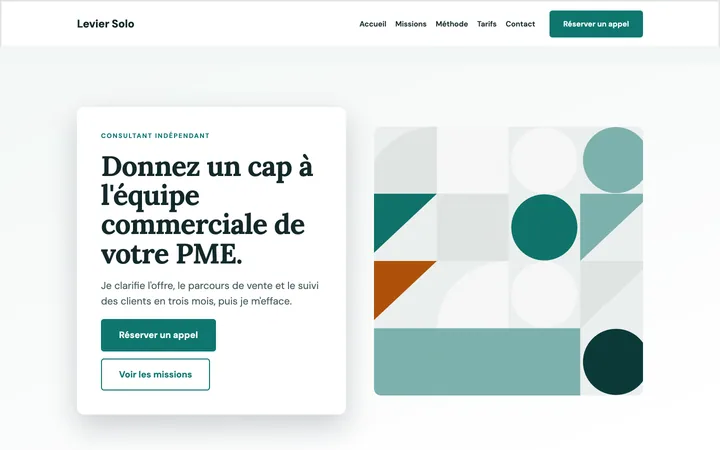 Levier Solo
Accueil Missions Méthode Tarifs Contact Réserver un appel
CONSULTANT INDÉPENDANT
Donnez un cap à
l'équipe
commerciale de
votre PME.
Je clarifie l'offre, le parcours de vente et le suivi
des clients en trois mois, puis je m'efface.
Réserver un appel
Voir les missions